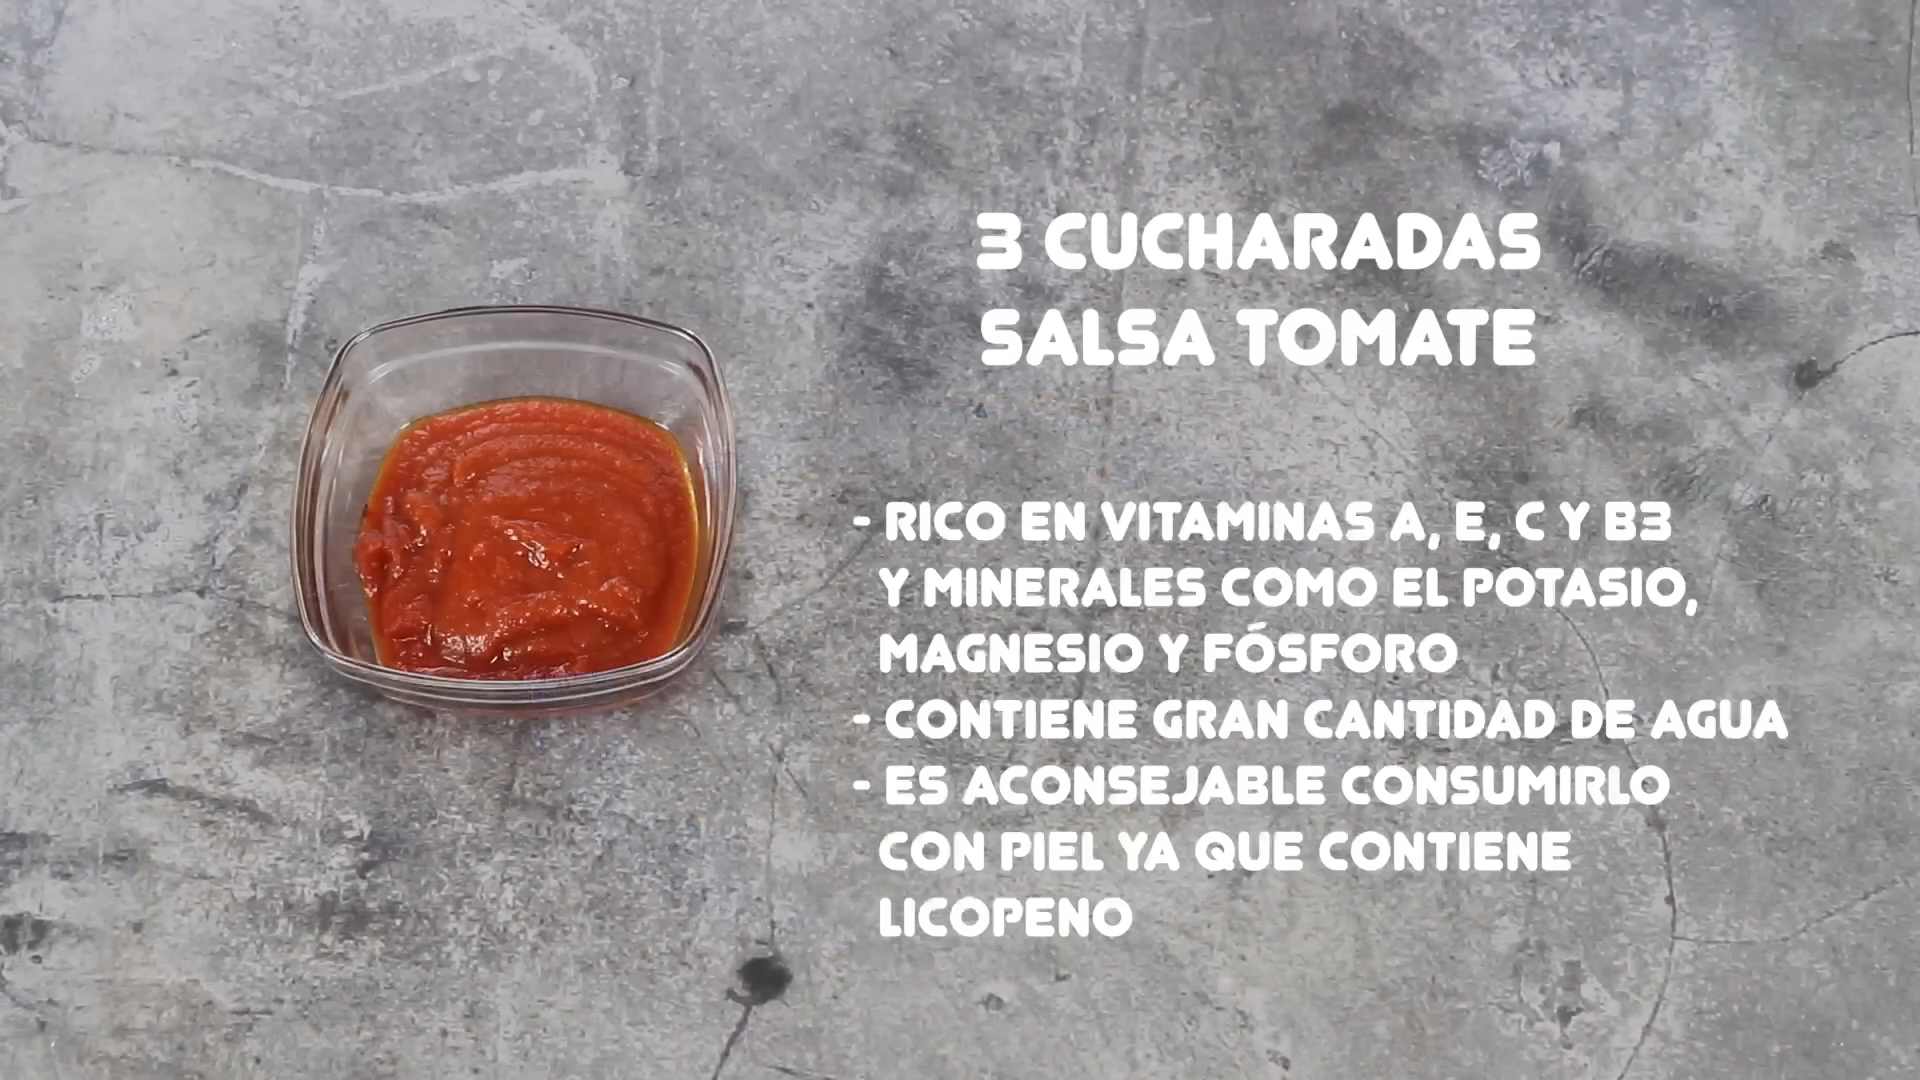 3 CUCHARADAS
SALSA TOMATE
- RICO EN VITAMINAS A, E, C Y B3
Y MINERALES COMO EL POTASIO,
MAGNESIO Y FÓSFORO
- CONTIENE GRAN CANTIDAD DE AGUA
- ES ACONSEJABLE CONSUMIRLO
CON PIEL YA QUE CONTIENE
LICOPENO